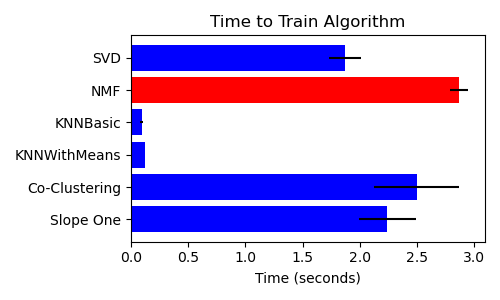 Time to Train Algorithm
SVD
NMF
KNNBasic
KNNWithMeans
Co-Clustering
Slope One
0.0 0.5 1.0 1.5 2.0 2.5 3.0
Time (seconds)